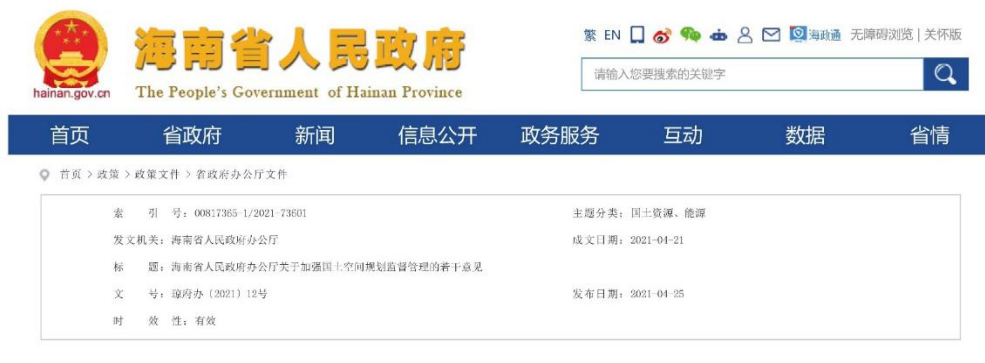 海南省人民政府
The People's Government of Hainan Province
hainan.gov.cn
繁 EN 海政通 无障碍浏览 | 关怀版
请输入您要搜索的关键字
首页 省政府 新闻 信息公开 政务服务 互动 数据 省情
首页 > 政策 > 政策文件 > 省政府办公厅文件
索 引 号：00817365-1/2021-73601 主题分类：国土资源、能源
发文机关：海南省人民政府办公厅 成文日期：2021-04-21
标 题：海南省人民政府办公厅关于加强国土空间规划监督管理的若干意见
文 号：琼府办〔2021〕12号 发布日期：2021-04-25
时 效 性：有效